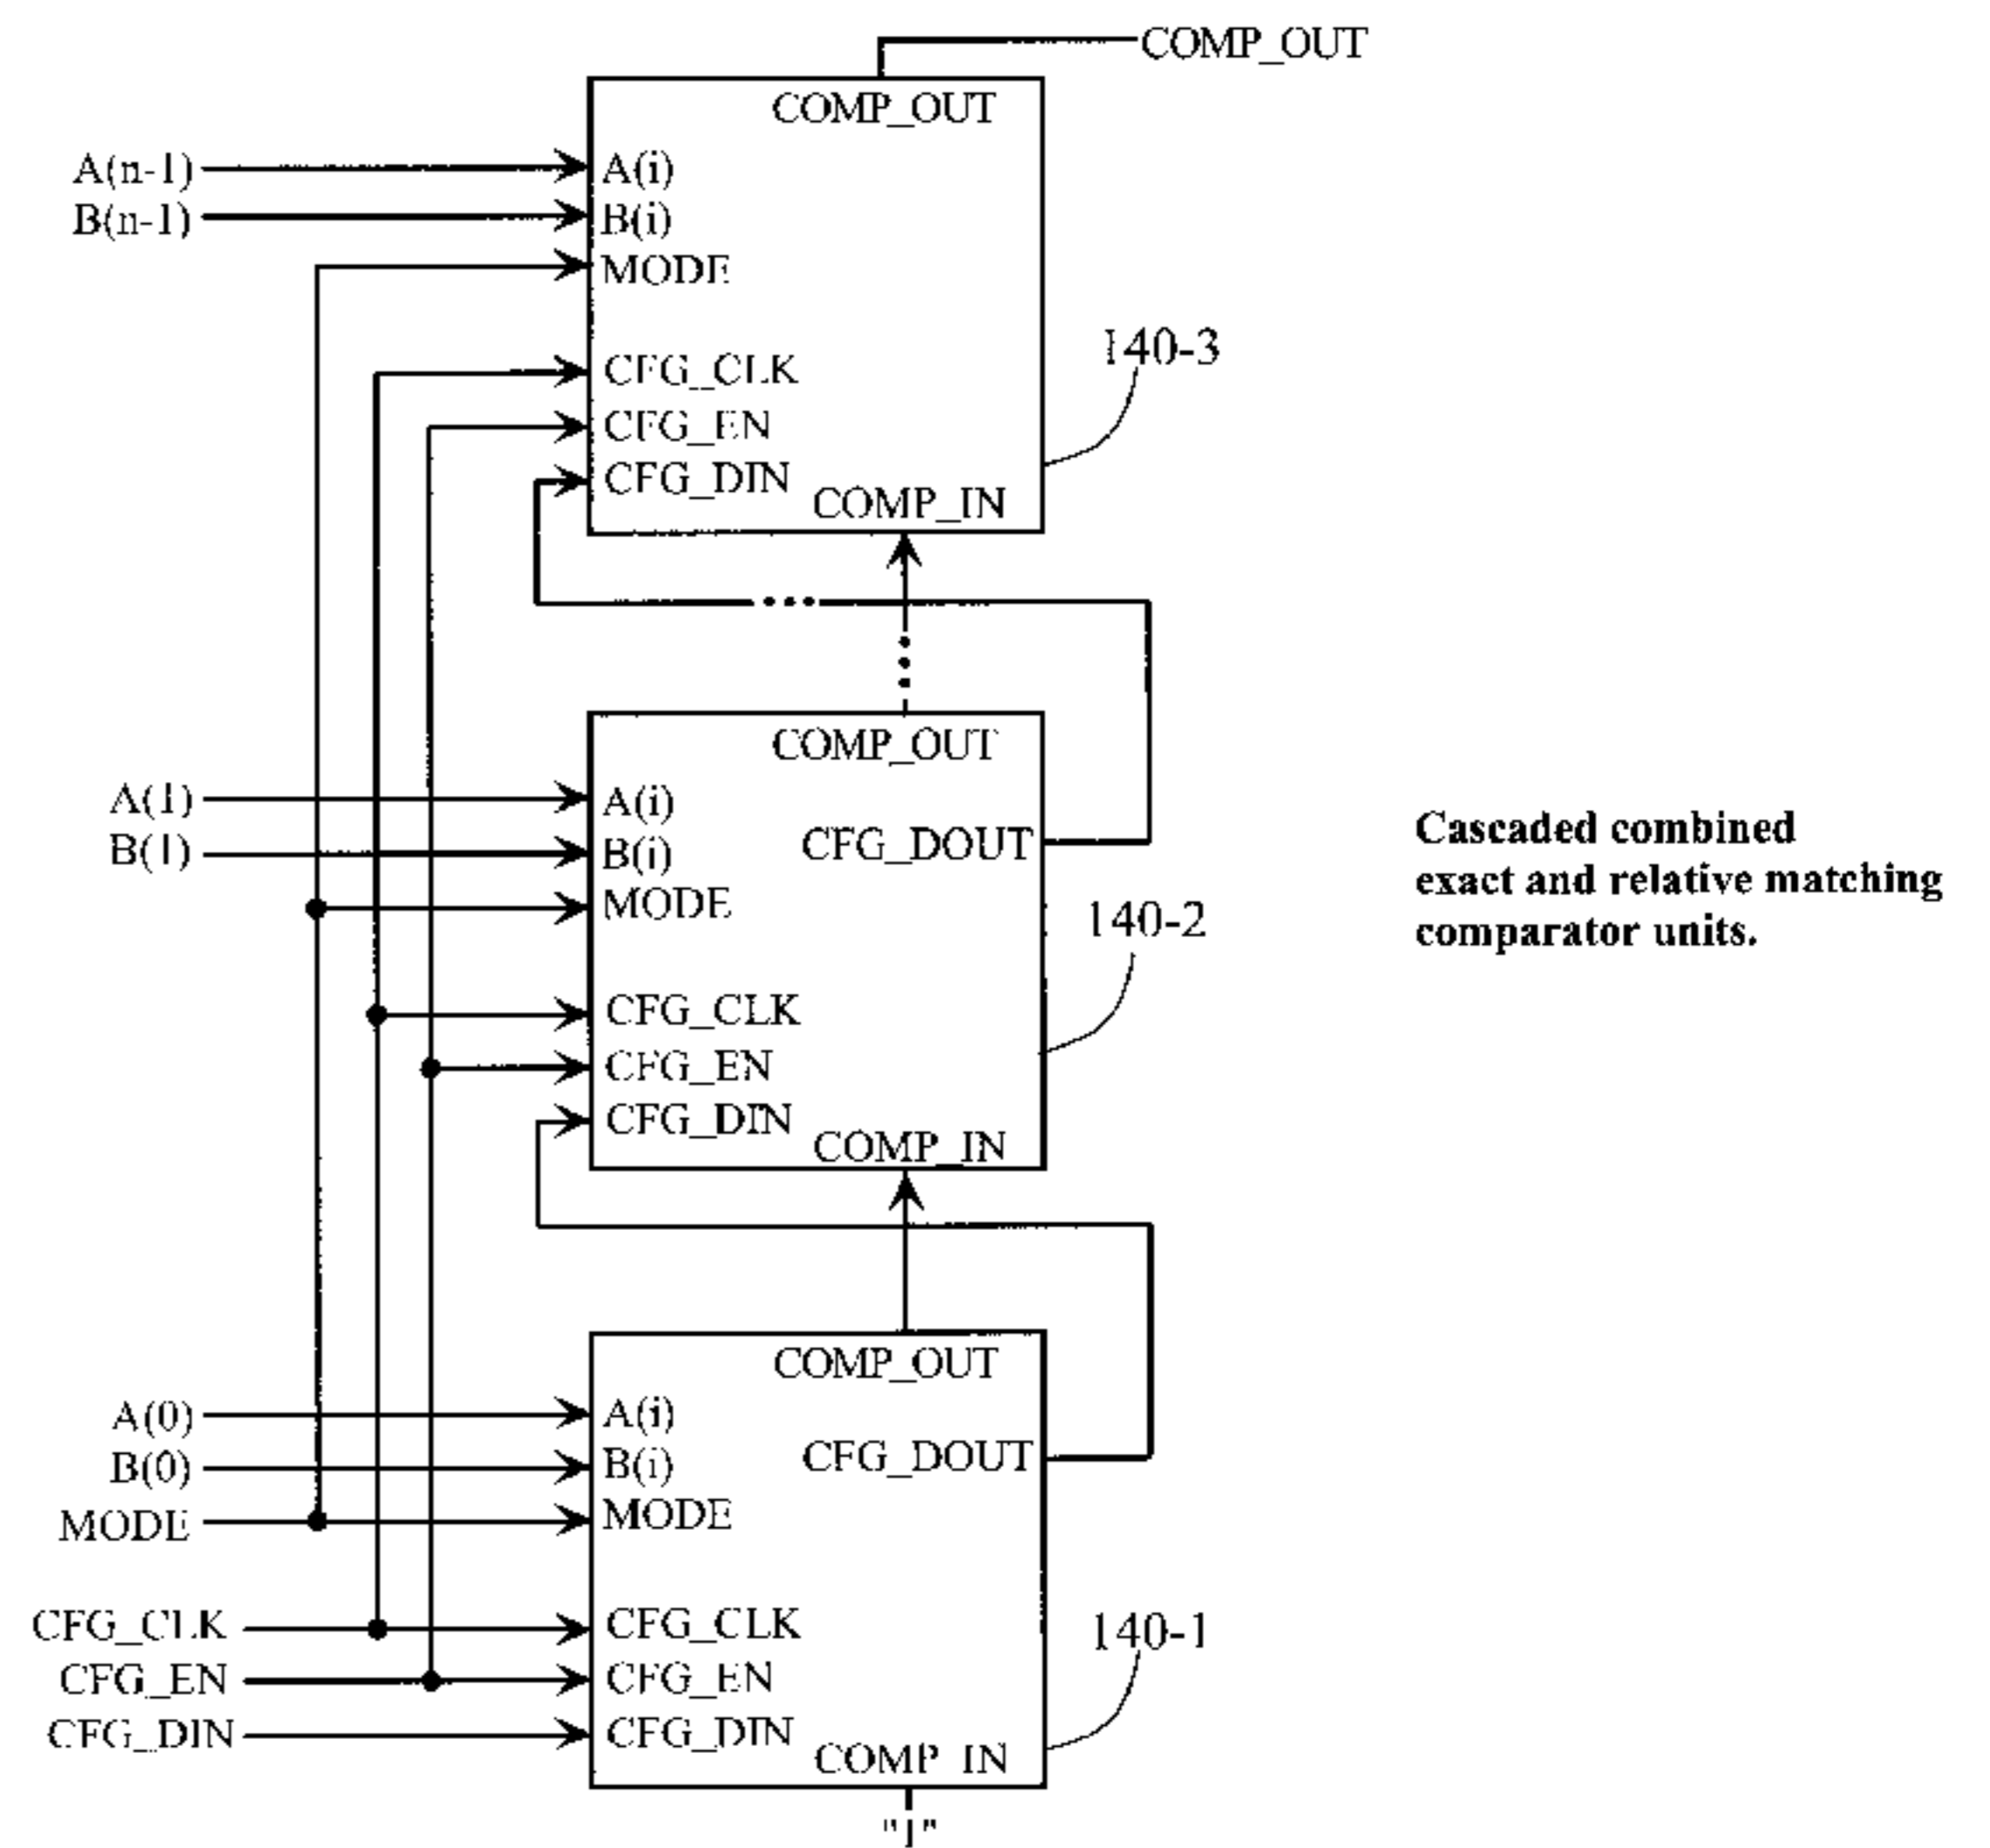 COMP_OUT
COMP_OUT
A(n-1)
A(i)
B(n-1)
B(i)
MODE
140-3
CFG_CLK
CFG_EN
CFG_DIN
COMP_IN
COMP_OUT
A(1)
A(i)
B(1)
B(i)
CFG_DOUT
MODE
140-2
CFG_CLK
CFG_EN
CFG_DIN
COMP_IN
Cascaded combined
exact and relative matching
comparator units.
COMP_OUT
A(0)
A(i)
B(0)
B(i)
CFG_DOUT
MODE
MODE
140-1
CFG_CLK
CFG_CLK
CFG_EN
CFG_EN
CFG_DIN
CFG_DIN
COMP_IN
"1"